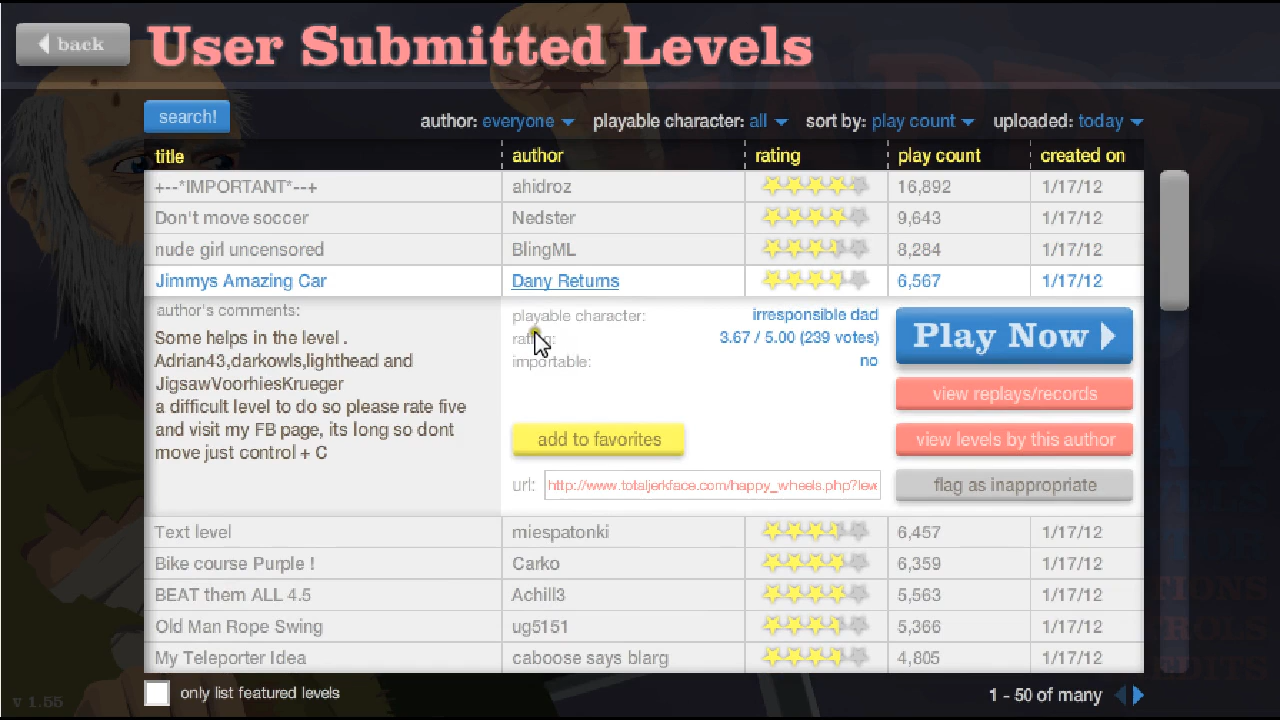 back
User Submitted Levels
search!
author: everyone playable character: all sort by: play count uploaded: today
title author rating play count created on
+--*IMPORTANT*--+ ahidroz 16,892 1/17/12
Don't move soccer Nedster 9,643 1/17/12
nude girl uncensored BlingML 8,284 1/17/12
Jimmys Amazing Car Dany Returns 6,567 1/17/12
author's comments:
Some helps in the level .
Adrian43,darkowls,lighthead and
JigsawVoorhiesKrueger
a difficult level to do so please rate five
and visit my FB page, its long so dont
move just control + C
playable character: irresponsible dad
rating: 3.67 / 5.00 (239 votes)
importable: no
add to favorites
url: http://www.totaljerkface.com/happy_wheels.php?lev
Play Now
view replays/records
view levels by this author
flag as inappropriate
Text level miespatonki 6,457 1/17/12
Bike course Purple ! Carko 6,359 1/17/12
BEAT them ALL 4.5 Achill3 5,563 1/17/12
Old Man Rope Swing ug5151 5,366 1/17/12
My Teleporter Idea caboose says blarg 4,805 1/17/12
only list featured levels
1 - 50 of many
v 1.55